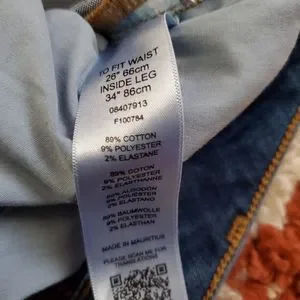 TO FIT WAIST
26" 66cm
INSIDE LEG
34" 86cm
08407913
F100784
89% COTTON
9% POLYESTER
2% ELASTANE
89% COTON
9% POLYESTER
2% ELASTHANNE
89% ALGODON
9% POLIESTER
2% ELASTANO
89% BAUMWOLLE
9% POLYESTER
2% ELASTHAN
MADE IN MAURITIUS
PLEASE SCAN ME FOR
TRANSLATIONS